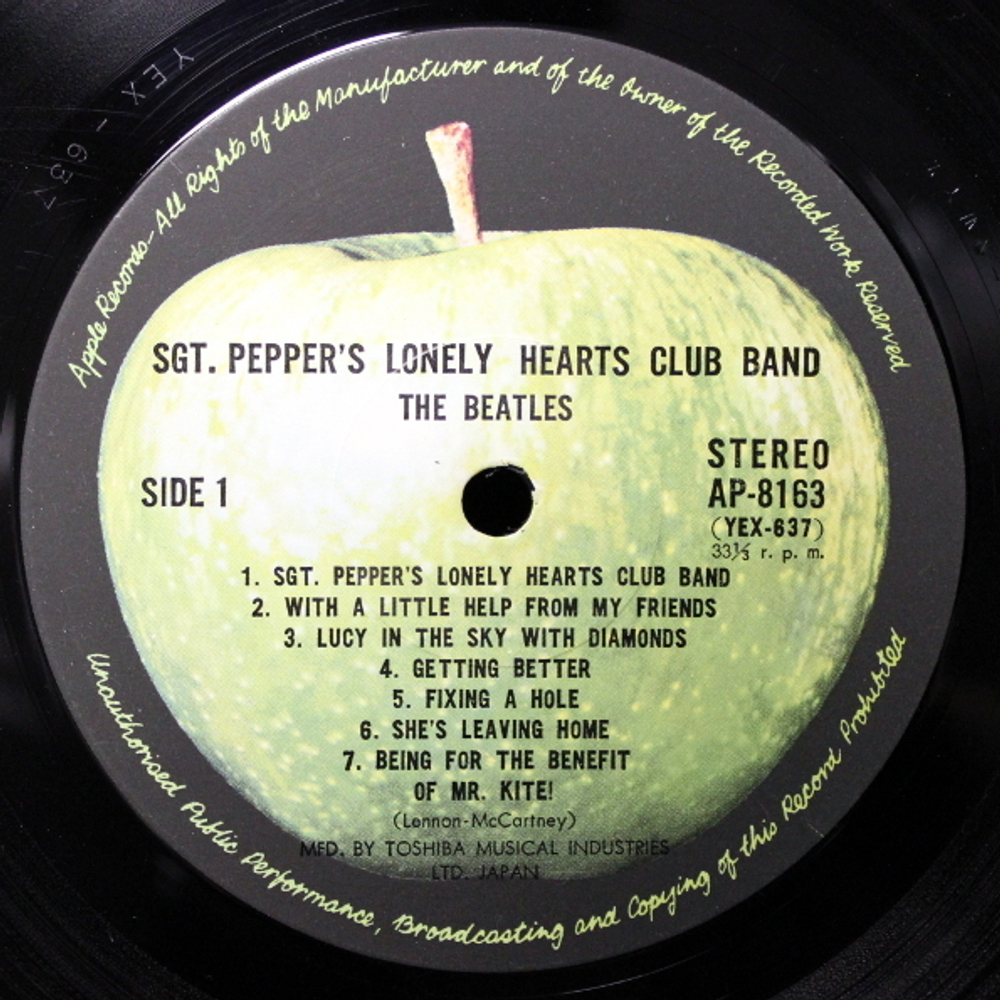 YEX-637
Apple Records-All Rights of the Manufacturer and of the Owner of the Recorded Work Reserved
SGT. PEPPER'S LONELY HEARTS CLUB BAND
THE BEATLES
SIDE 1
STEREO
AP-8163
(YEX-637)
33⅓ r. p. m.
1. SGT. PEPPER'S LONELY HEARTS CLUB BAND
2. WITH A LITTLE HELP FROM MY FRIENDS
3. LUCY IN THE SKY WITH DIAMONDS
4. GETTING BETTER
5. FIXING A HOLE
6. SHE'S LEAVING HOME
7. BEING FOR THE BENEFIT
OF MR. KITE!
(Lennon-McCartney)
MFD. BY TOSHIBA MUSICAL INDUSTRIES
LTD. JAPAN
Unauthorised Public Performance, Broadcasting and Copying of this Record Prohibited